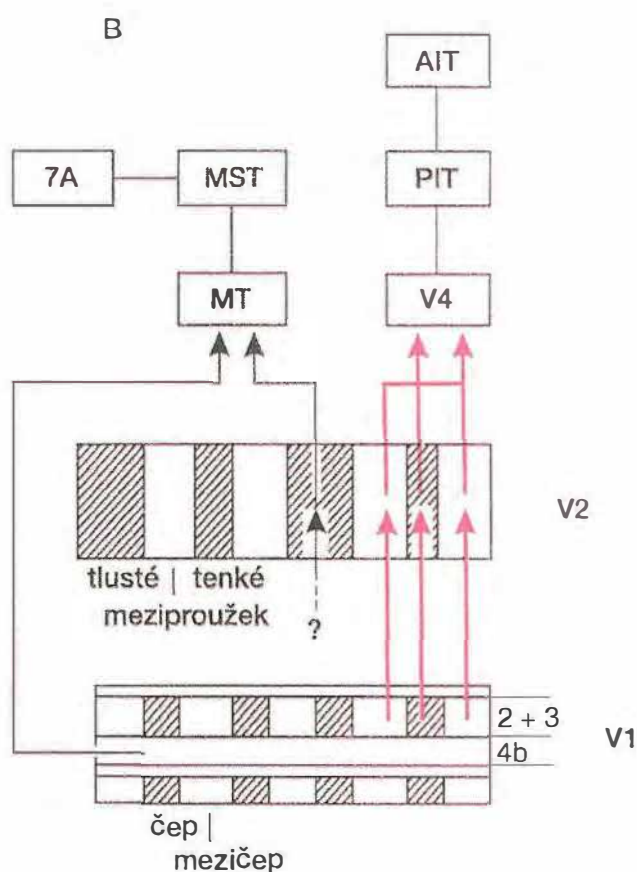 B
AIT
7A
MST
PIT
MT
V4
V2
tlusté | tenké
meziproužek
?
2 + 3
V1
4b
čep |
mezičep